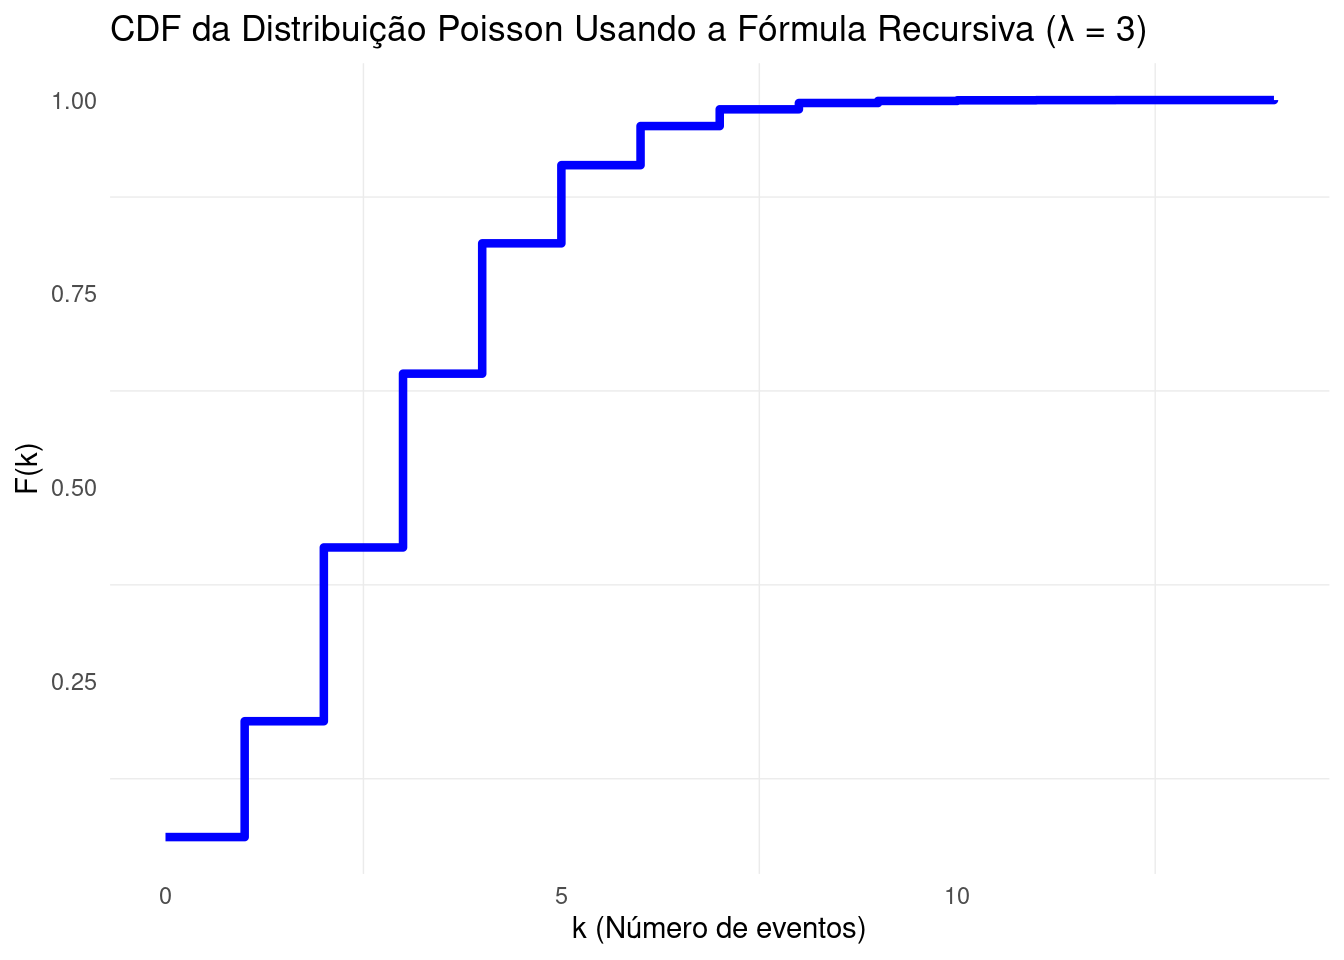 CDF da Distribuição Poisson Usando a Fórmula Recursiva (λ = 3)
1.00
0.75
0.50
0.25
F(k)
0 5 10
k (Número de eventos)